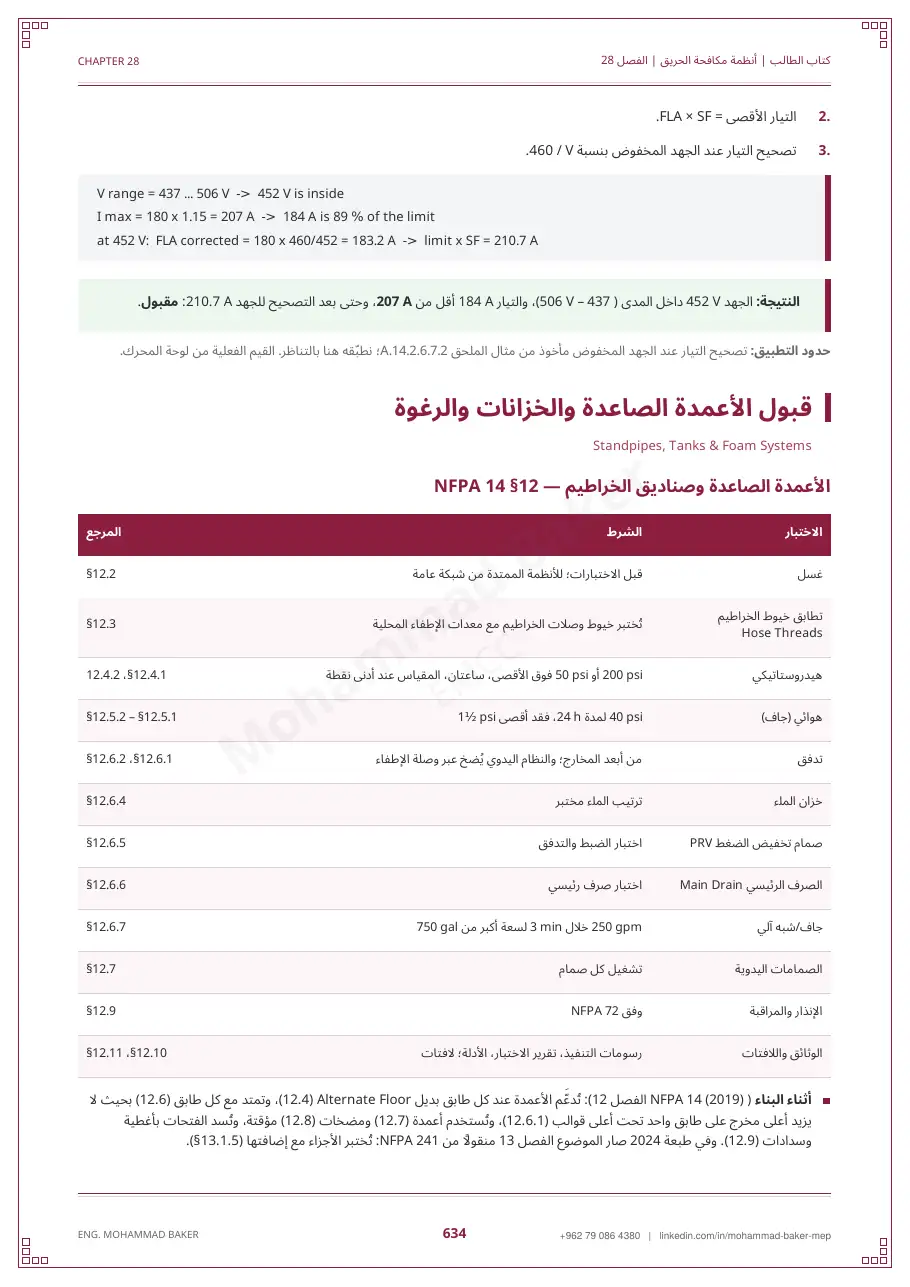 CHAPTER 28
كتاب الطالب | أنظمة مكافحة الحريق | الفصل 28
2. التيار الأقصى = FLA × SF.
3. تصحيح التيار عند الجهد المخفوض بنسبة 460 / V.
V range = 437 ... 506 V -> 452 V is inside
I max = 180 x 1.15 = 207 A -> 184 A is 89 % of the limit
at 452 V: FLA corrected = 180 x 460/452 = 183.2 A -> limit x SF = 210.7 A
النتيجة: الجهد 452 V داخل المدى ( 437 – 506 V)، والتيار 184 A أقل من 207 A، وحتى بعد التصحيح للجهد 210.7 A: مقبول.
حدود التطبيق: تصحيح التيار عند الجهد المخفوض مأخوذ من مثال الملحق A.14.2.6.7.2؛ نطبّقه هنا بالتناظر. القيم الفعلية من لوحة المحرك.
قبول الأعمدة الصاعدة والخزانات والرغوة
Standpipes, Tanks & Foam Systems
الأعمدة الصاعدة وصناديق الخراطيم — NFPA 14 §12
الاختبار الشرط المرجع
غسل قبل الاختبارات؛ للأنظمة الممتدة من شبكة عامة §12.2
تطابق خيوط الخراطيم
Hose Threads
تُختبر خيوط وصلات الخراطيم مع معدات الإطفاء المحلية §12.3
هيدروستاتيكي 200 psi أو 50 psi فوق الأقصى، ساعتان، المقياس عند أدنى نقطة §12.4.1، 12.4.2
هوائي (جاف) 40 psi لمدة 24 h، فقد أقصى 1½ psi §12.5.1 – §12.5.2
تدفق من أبعد المخارج؛ والنظام اليدوي يُضخ عبر وصلة الإطفاء §12.6.1، §12.6.2
خزان الماء ترتيب الملء مختبر §12.6.4
صمام تخفيض الضغط PRV اختبار الضبط والتدفق §12.6.5
الصرف الرئيسي Main Drain اختبار صرف رئيسي §12.6.6
جاف/شبه آلي 250 gpm خلال 3 min لسعة أكبر من 750 gal §12.6.7
الصمامات اليدوية تشغيل كل صمام §12.7
الإنذار والمراقبة وفق NFPA 72 §12.9
الوثائق واللافتات رسومات التنفيذ، تقرير الاختبار، الأدلة؛ لافتات §12.10، §12.11
أثناء البناء ( NFPA 14 (2019) الفصل 12): تُدعَّم الأعمدة عند كل طابق بديل Alternate Floor (12.4)، وتمتد مع كل طابق (12.6) بحيث لا
يزيد أعلى مخرج على طابق واحد تحت أعلى قوالب (12.6.1)، وتُستخدم أعمدة (12.7) ومضخات (12.8) مؤقتة، وتُسد الفتحات بأغطية
وسدادات (12.9). وفي طبعة 2024 صار الموضوع الفصل 13 منقولًا من NFPA 241: تُختبر الأجزاء مع إضافتها (§13.1.5).
ENG. MOHAMMAD BAKER
634
+962 79 086 4380 | linkedin.com/in/mohammad-baker-mep